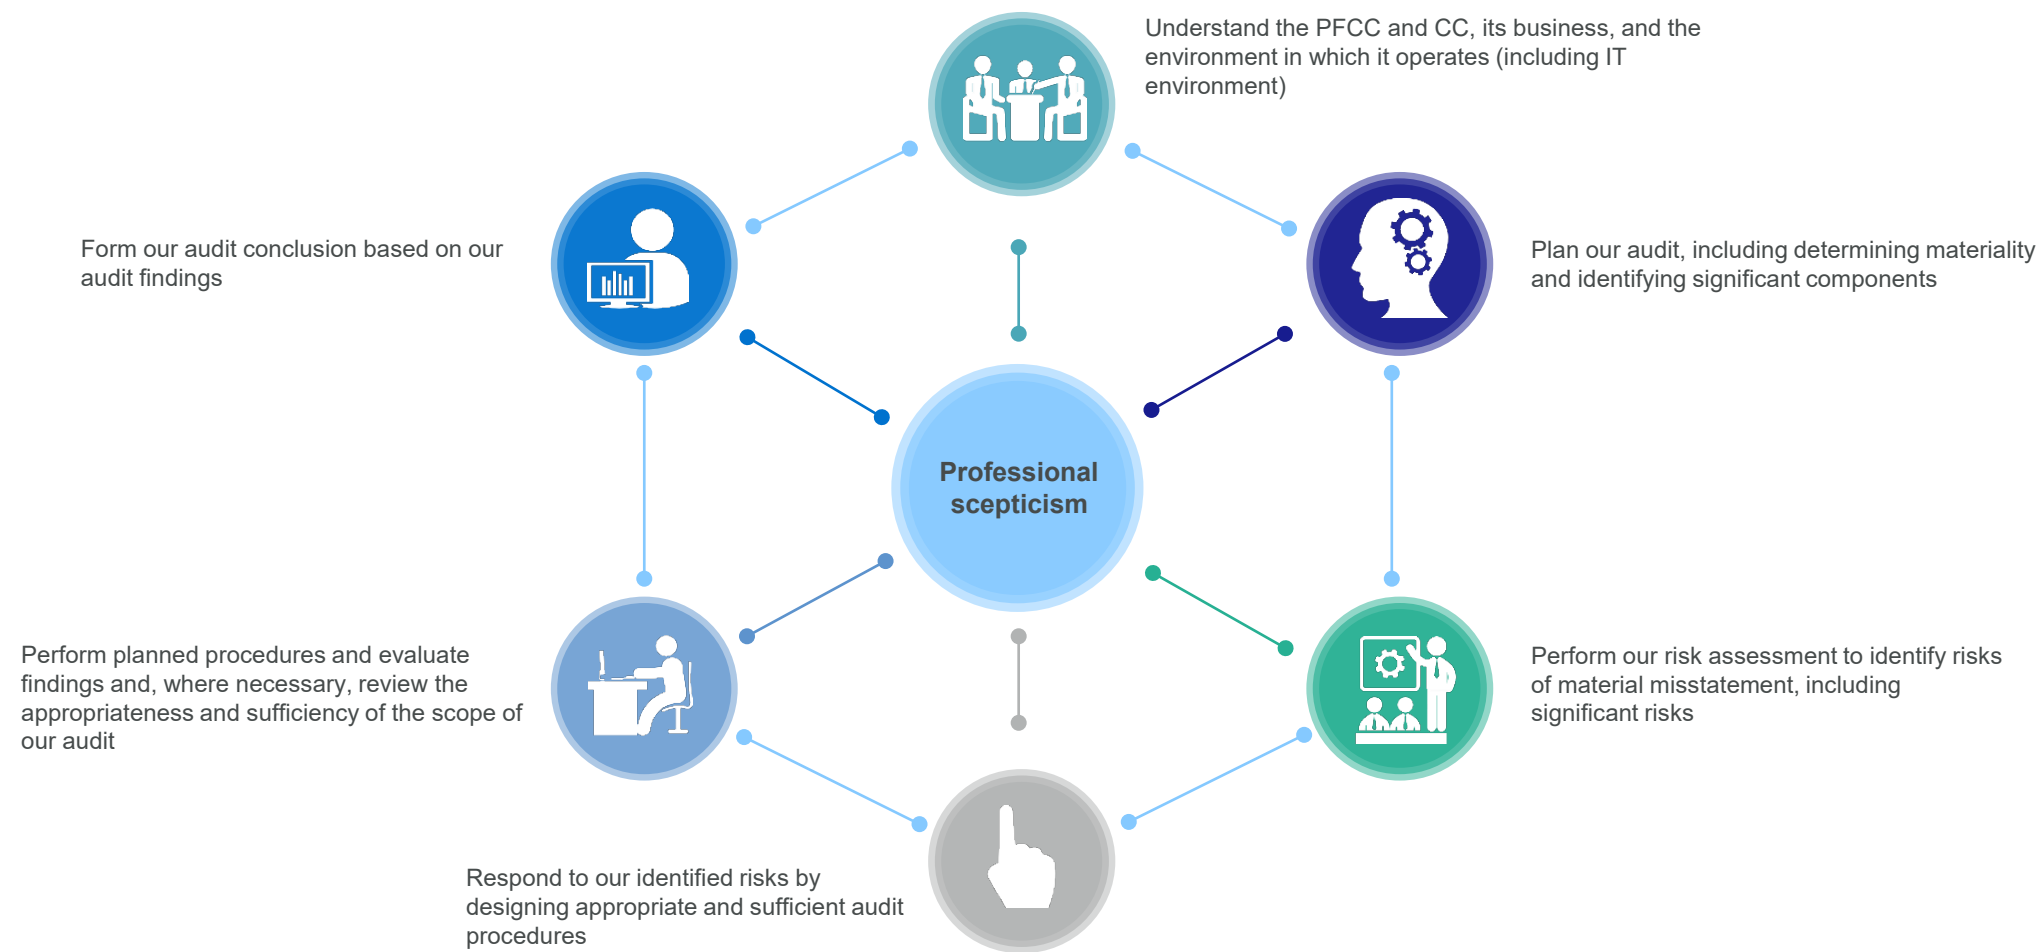 Understand the PFCC and CC, its business, and the
environment in which it operates (including IT
environment)
Plan our audit, including determining materiality
and identifying significant components
Perform our risk assessment to identify risks
of material misstatement, including
significant risks
Respond to our identified risks by
designing appropriate and sufficient audit
procedures
Perform planned procedures and evaluate
findings and, where necessary, review the
appropriateness and sufficiency of the scope of
our audit
Form our audit conclusion based on our
audit findings
Professional
scepticism